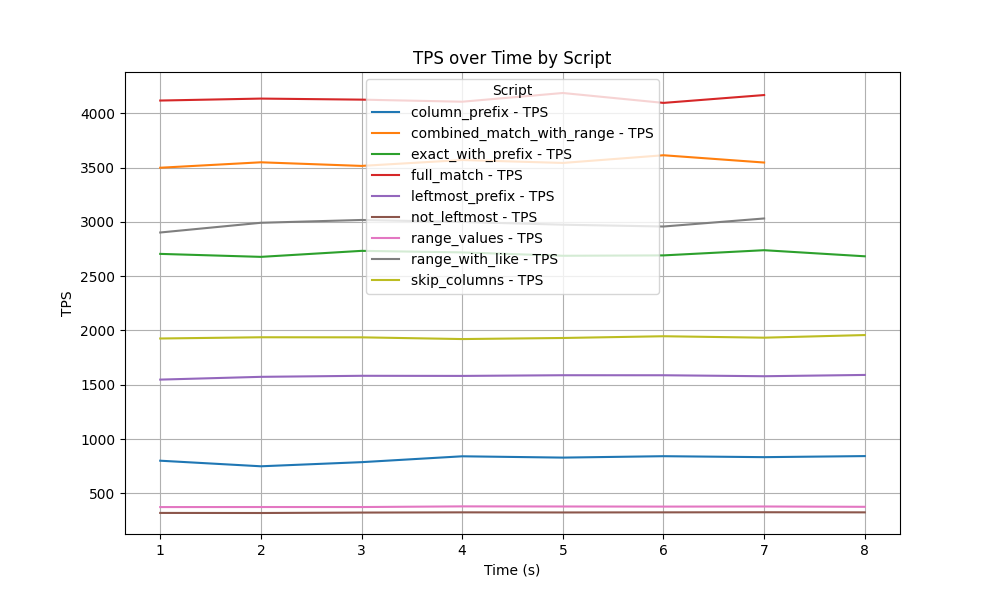 TPS over Time by Script
Script
column_prefix - TPS
combined_match_with_range - TPS
exact_with_prefix - TPS
full_match - TPS
leftmost_prefix - TPS
not_leftmost - TPS
range_values - TPS
range_with_like - TPS
skip_columns - TPS
TPS
4000
3500
3000
2500
2000
1500
1000
500
1 2 3 4 5 6 7 8
Time (s)